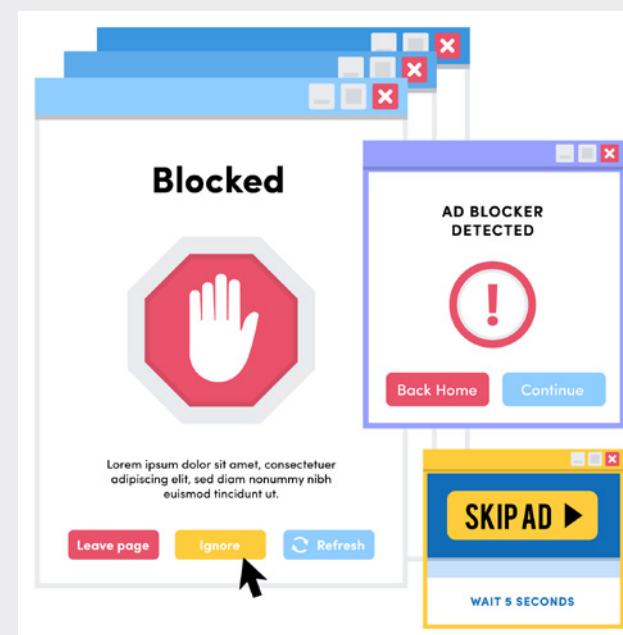 Blocked
Lorem ipsum dolor sit amet, consectetuer
adipiscing elit, sed diam nonummy nibh
euismod tincidunt ut.
Leave page
Ignore
Refresh
AD BLOCKER
DETECTED
!
Back Home
Continue
SKIP AD
WAIT 5 SECONDS